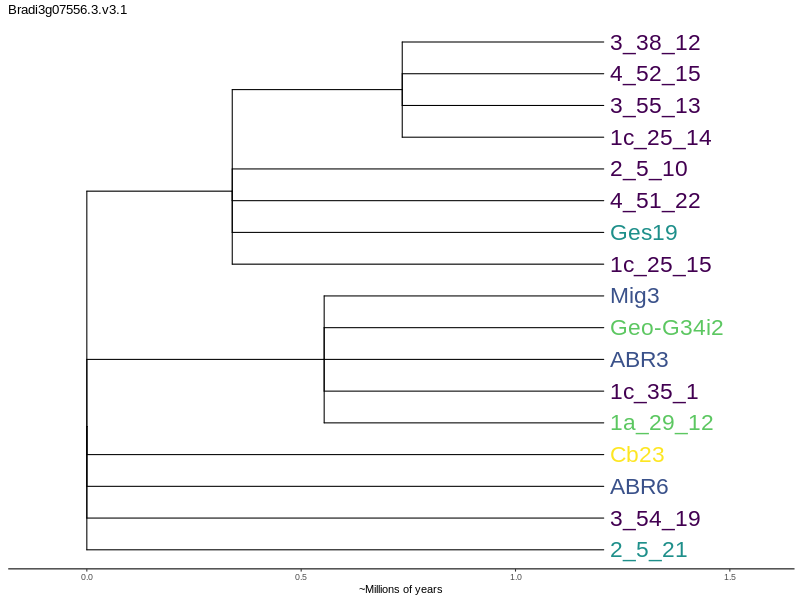 Bradi3g07556.3.v3.1
3_38_12
4_52_15
3_55_13
1c_25_14
2_5_10
4_51_22
Ges19
1c_25_15
Mig3
Geo-G34i2
ABR3
1c_35_1
1a_29_12
Cb23
ABR6
3_54_19
2_5_21
0.0 0.5 1.0 1.5
~Millions of years